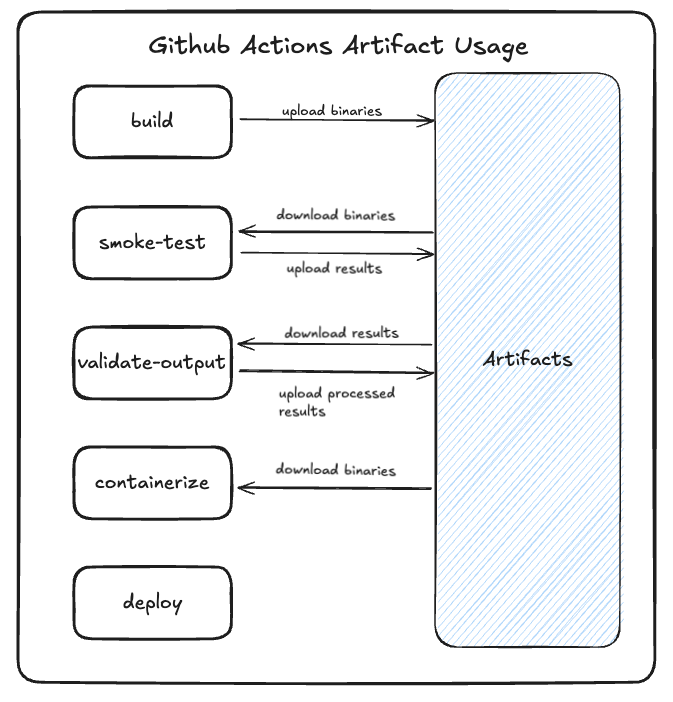 Github Actions Artifact Usage
build
upload binaries
smoke-test
download binaries
upload results
validate-output
download results
upload processed
results
Artifacts
containerize
download binaries
deploy